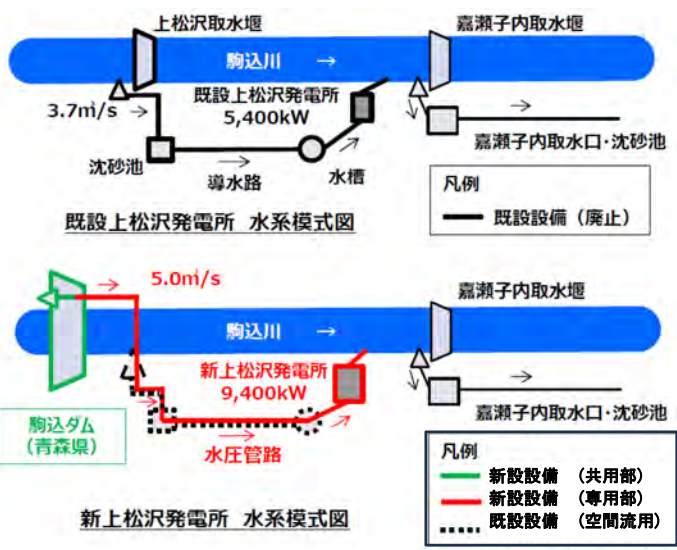 上松沢取水堰
嘉瀬子内取水堰
駒込川 →
既設上松沢発電所
5,400kW
3.7㎥/s
沈砂池
導水路
水槽
嘉瀬子内取水口・沈砂池
凡例
既設設備（廃止）
既設上松沢発電所 水系模式図
5.0㎥/s
嘉瀬子内取水堰
駒込川 →
新上松沢発電所
9,400kW
駒込ダム
（青森県）
水圧管路
嘉瀬子内取水口・沈砂池
凡例
新設設備 （共用部）
新設設備 （専用部）
既設設備 （空間流用）
新上松沢発電所 水系模式図